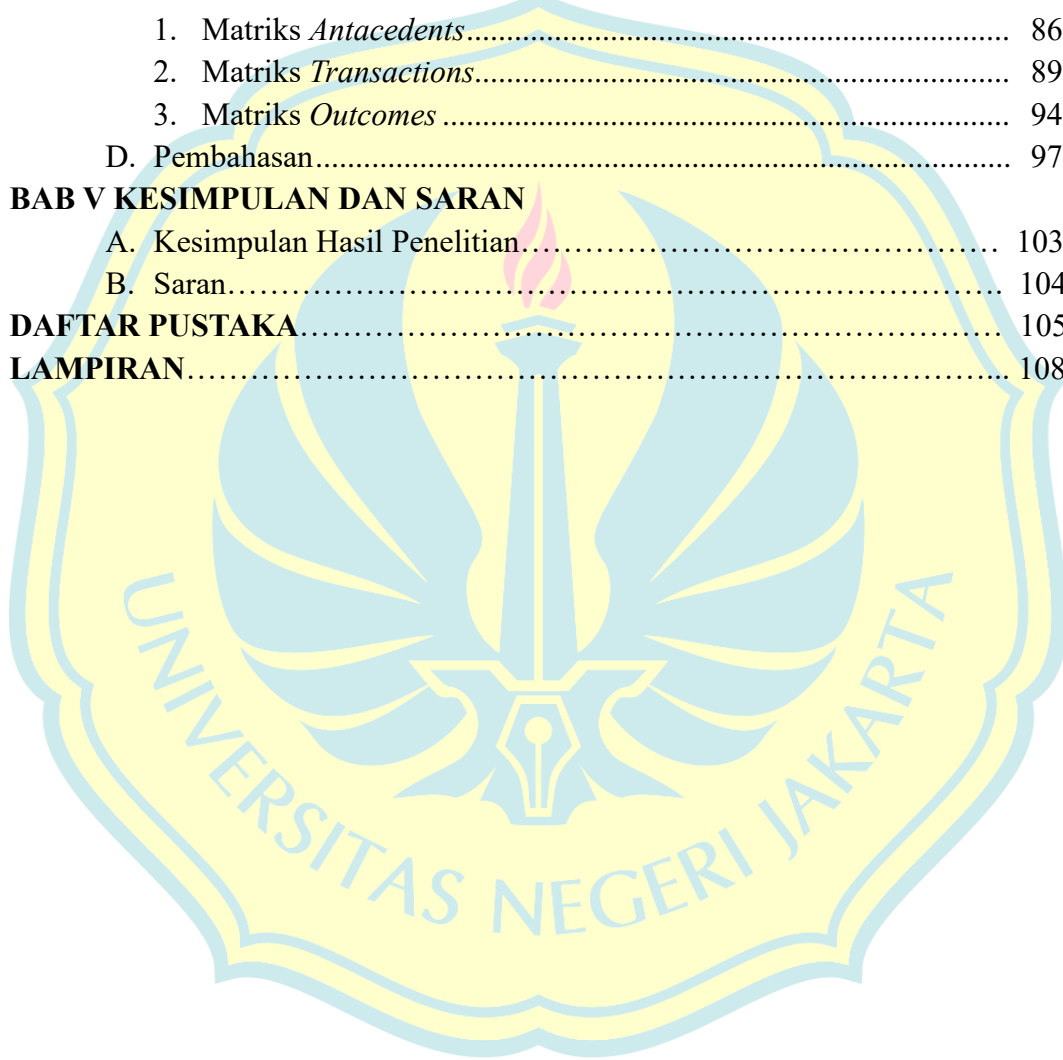 1. Matriks Antacedents.......................................................................... 86
2. Matriks Transactions......................................................................... 89
3. Matriks Outcomes ............................................................................ 94
D. Pembahasan............................................................................................... 97
BAB V KESIMPULAN DAN SARAN
A. Kesimpulan Hasil Penelitian………………………………………… 103
B. Saran……………………………………………………………………. 104
DAFTAR PUSTAKA……………………………………………………………. 105
LAMPIRAN……………………………………………………………………... 108
UNIVERSITAS NEGERI JAKARTA